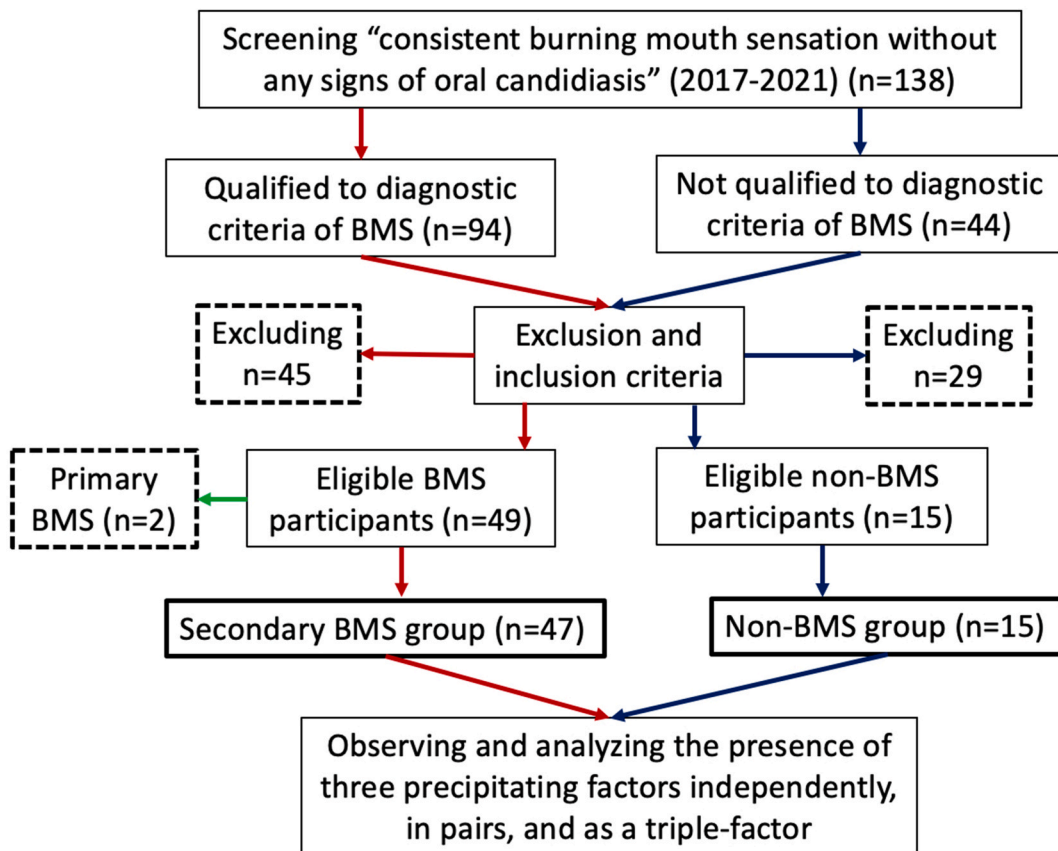 Screening “consistent burning mouth sensation without
any signs of oral candidiasis” (2017-2021) (n=138)
Qualified to diagnostic
criteria of BMS (n=94)
Not qualified to diagnostic
criteria of BMS (n=44)
Excluding
n=45
Exclusion and
inclusion criteria
Excluding
n=29
Primary
BMS (n=2)
Eligible BMS
participants (n=49)
Eligible non-BMS
participants (n=15)
Secondary BMS group (n=47)
Non-BMS group (n=15)
Observing and analyzing the presence of
three precipitating factors independently,
in pairs, and as a triple-factor